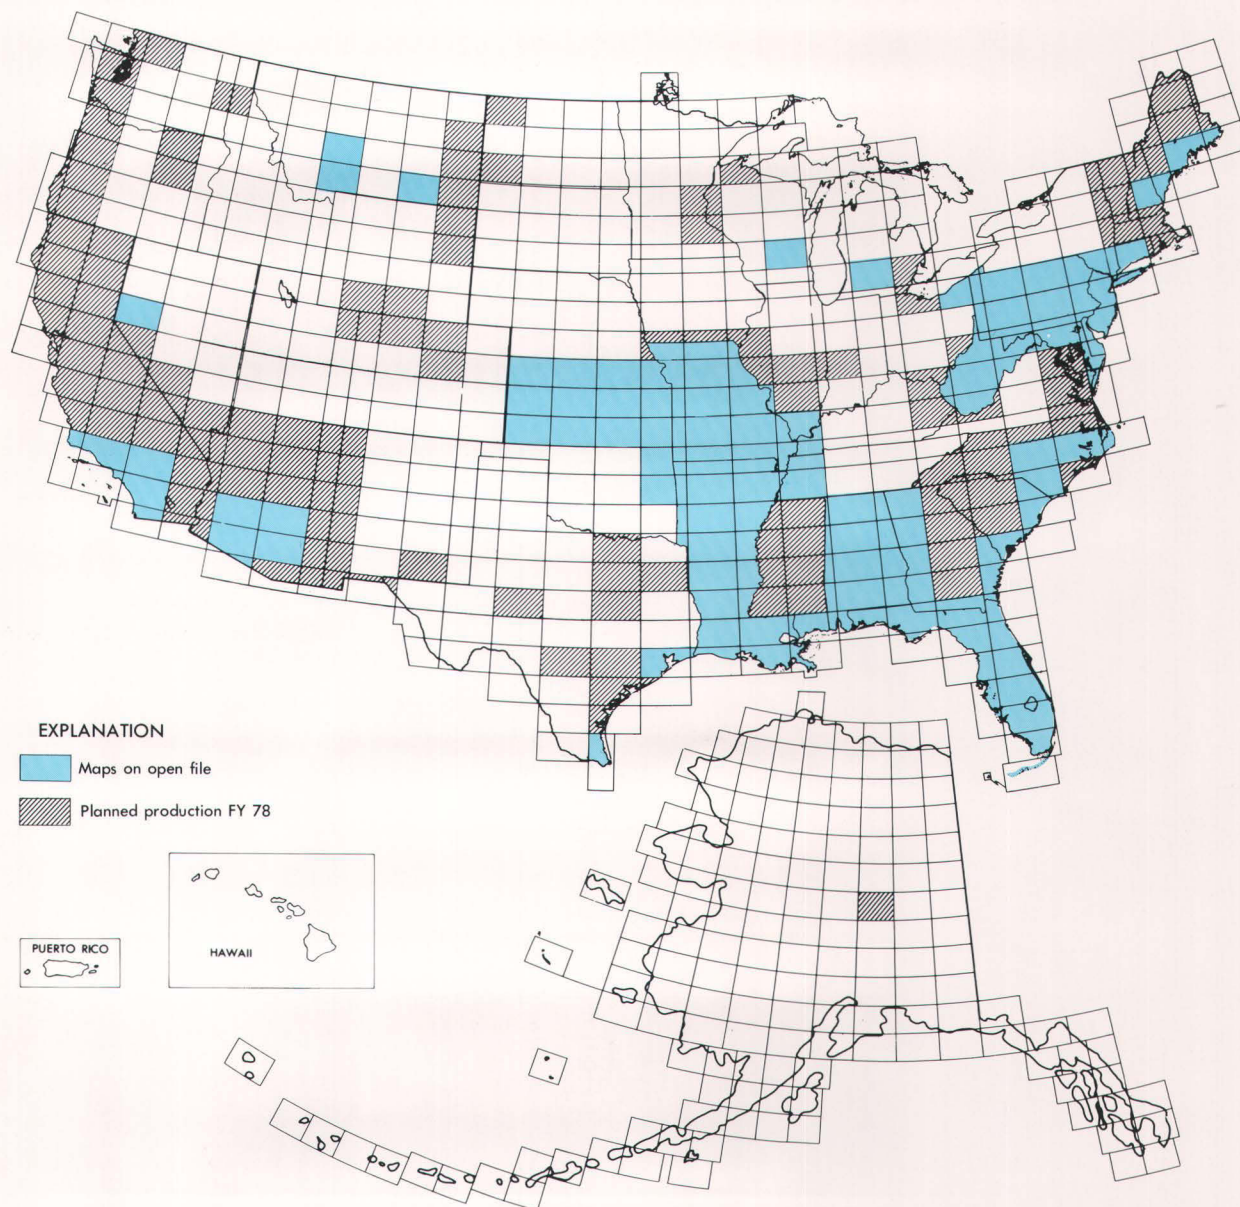 EXPLANATION
Maps on open file
Planned production FY 78
PUERTO RICO
HAWAII